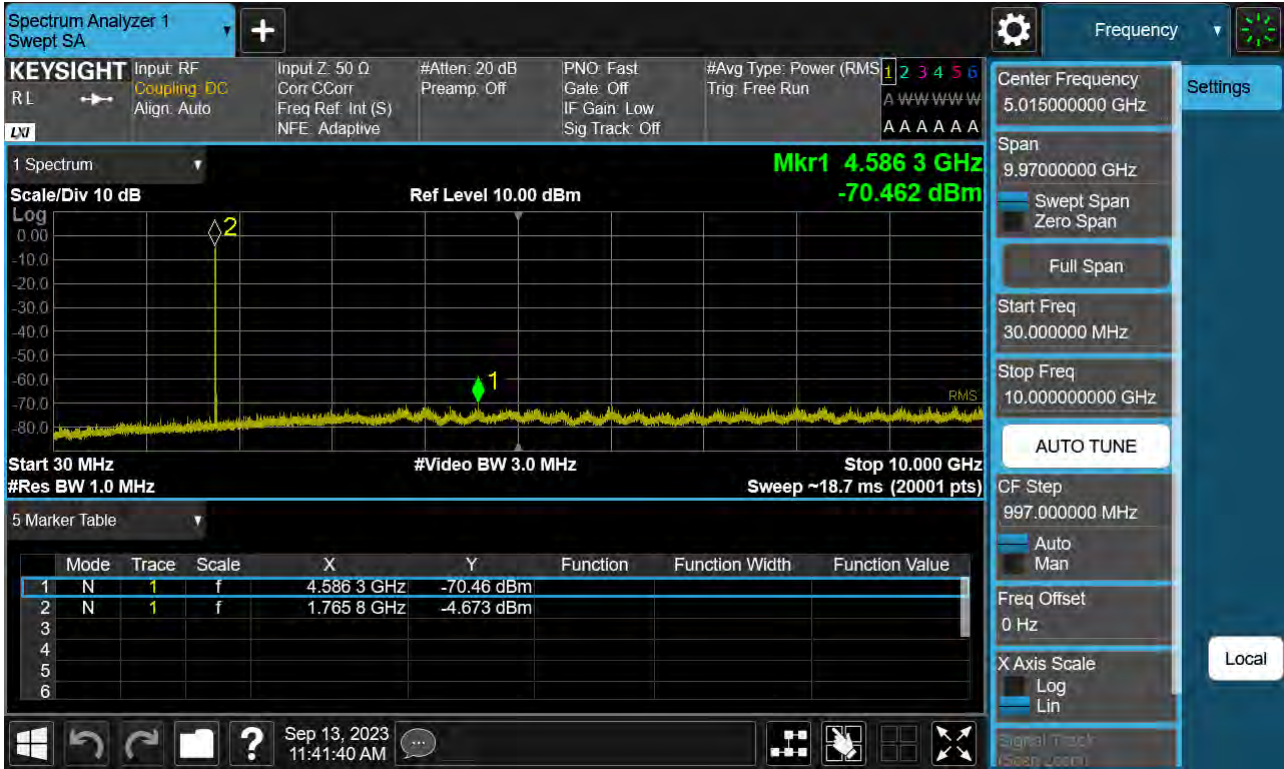 Spectrum Analyzer 1
Swept SA
Frequency
KEYSIGHT
RL
LXI
Input: RF
Coupling: DC
Align: Auto
Input Z: 50 Ω
Corr CCorr
Freq Ref: Int (S)
NFE: Adaptive
#Atten: 20 dB
Preamp: Off
PNO: Fast
Gate: Off
IF Gain: Low
Sig Track: Off
#Avg Type: Power (RMS
Trig: Free Run
1 2 3 4 5 6
A W W W W W
A A A A A A
1 Spectrum
Scale/Div 10 dB
Ref Level 10.00 dBm
Mkr1 4.586 3 GHz
-70.462 dBm
Log
0.00
-10.0
-20.0
-30.0
-40.0
-50.0
-60.0
-70.0
-80.0
2
1
RMS
Start 30 MHz
#Video BW 3.0 MHz
Stop 10.000 GHz
#Res BW 1.0 MHz
Sweep ~18.7 ms (20001 pts)
5 Marker Table
Mode Trace Scale X Y Function Function Width Function Value
1 N 1 f 4.586 3 GHz -70.46 dBm
2 N 1 f 1.765 8 GHz -4.673 dBm
3
4
5
6
Sep 13, 2023
11:41:40 AM
Center Frequency
5.015000000 GHz
Span
9.97000000 GHz
Swept Span
Zero Span
Full Span
Start Freq
30.000000 MHz
Stop Freq
10.000000000 GHz
AUTO TUNE
CF Step
997.000000 MHz
Auto
Man
Freq Offset
0 Hz
X Axis Scale
Log
Lin
Signal Track
(Span Zoom)
Settings
Local